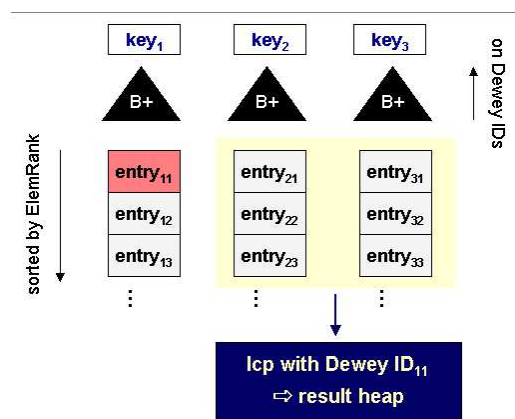 key1 key2 key3
on Dewey IDs
B+ B+ B+
sorted by ElemRank
entry11 entry21 entry31
entry12 entry22 entry32
entry13 entry23 entry33
⋮ ⋮ ⋮
lcp with Dewey ID11
⇨ result heap